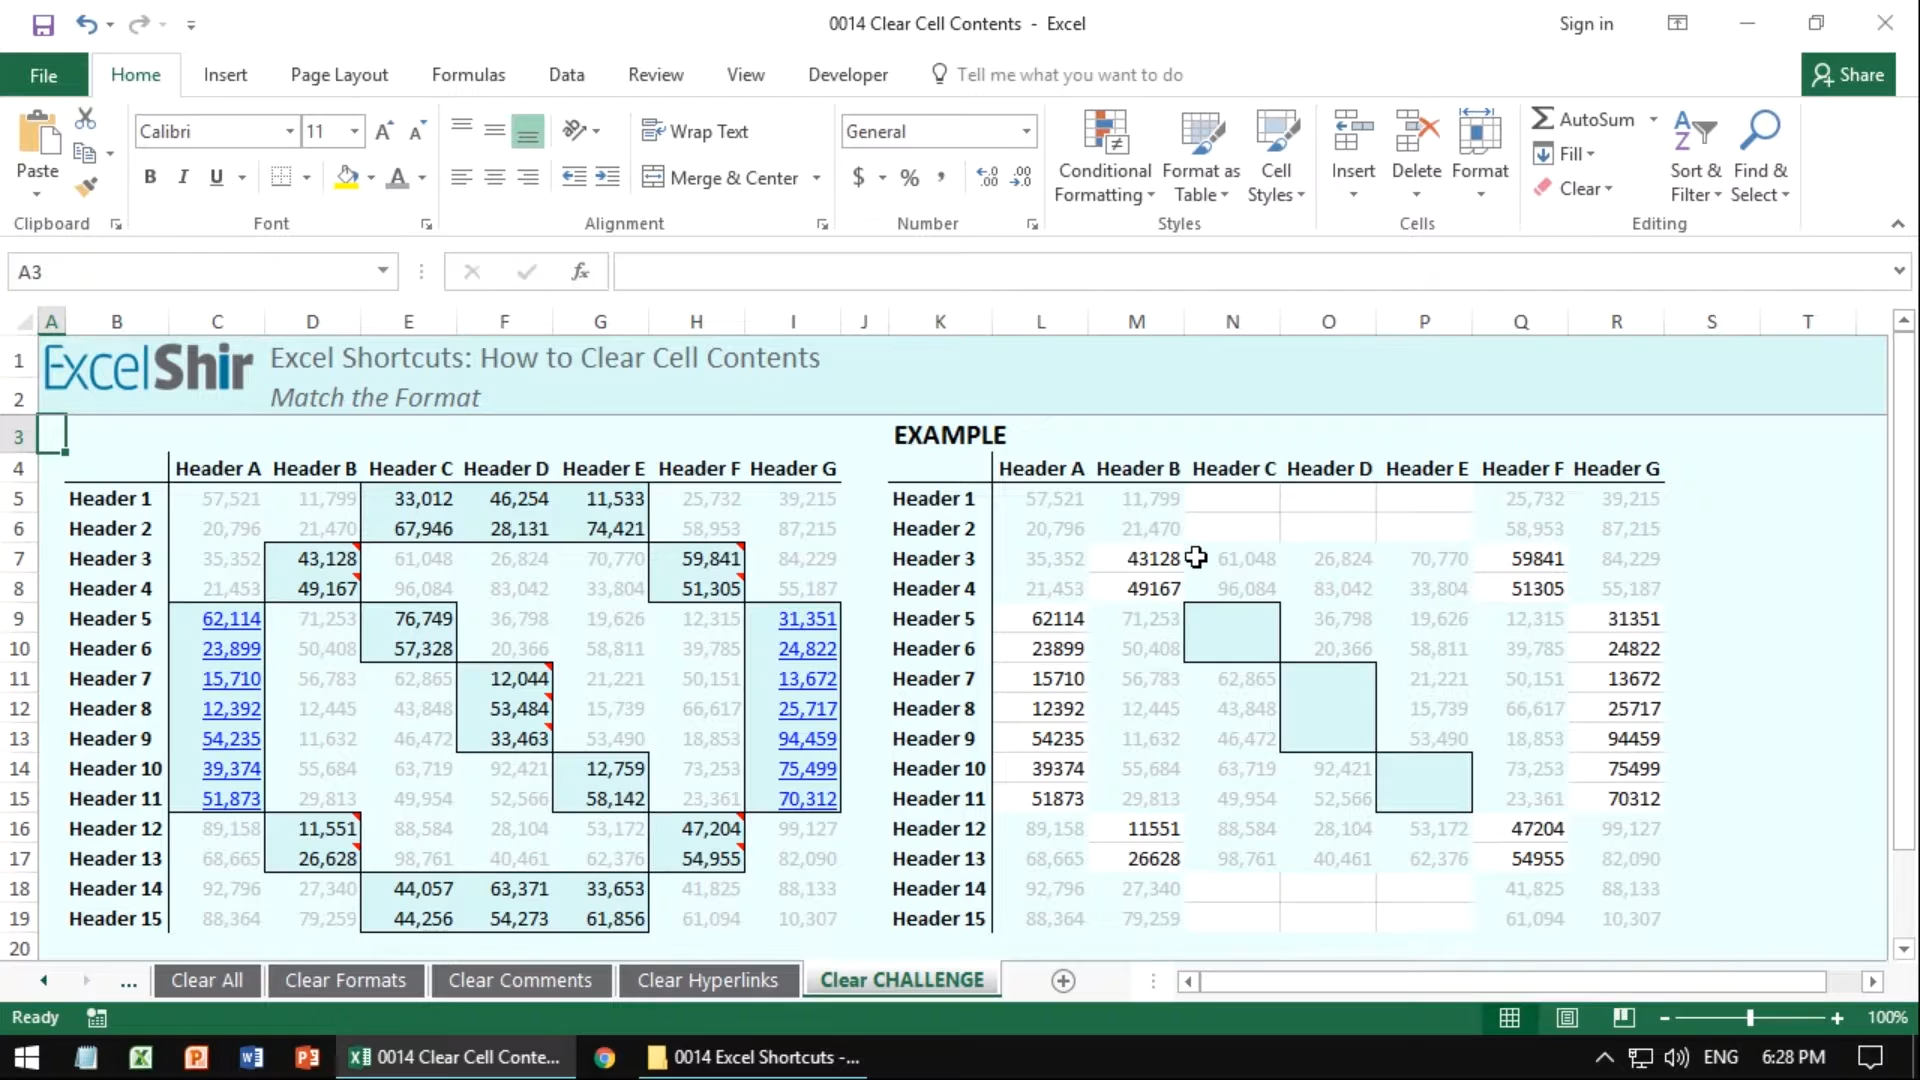 0014 Clear Cell Contents - Excel
Sign in
File Home Insert Page Layout Formulas Data Review View Developer Tell me what you want to do Share
Paste
Calibri 11
B I U
Wrap Text
Merge & Center
General
$ % ,
Conditional Formatting
Format as Table
Cell Styles
Insert
Delete
Format
AutoSum
Fill
Clear
Sort & Filter
Find & Select
Clipboard Font Alignment Number Styles Cells Editing
A3 fx
A B C D E F G H I J K L M N O P Q R S T
1 ExcelShir Excel Shortcuts: How to Clear Cell Contents
2 Match the Format
3 EXAMPLE
4 Header A Header B Header C Header D Header E Header F Header G Header A Header B Header C Header D Header E Header F Header G
5 Header 1 57,521 11,799 33,012 46,254 11,533 25,732 39,215 Header 1 57,521 11,799 25,732 39,215
6 Header 2 20,796 21,470 67,946 28,131 74,421 58,953 87,215 Header 2 20,796 21,470 58,953 87,215
7 Header 3 35,352 43,128 61,048 26,824 70,770 59,841 84,229 Header 3 35,352 43128 61,048 26,824 70,770 59841 84,229
8 Header 4 21,453 49,167 96,084 83,042 33,804 51,305 55,187 Header 4 21,453 49167 96,084 83,042 33,804 51305 55,187
9 Header 5 62,114 71,253 76,749 36,798 19,626 12,315 31,351 Header 5 62114 71,253 36,798 19,626 12,315 31351
10 Header 6 23,899 50,408 57,328 20,366 58,811 39,785 24,822 Header 6 23899 50,408 20,366 58,811 39,785 24822
11 Header 7 15,710 56,783 62,865 12,044 21,221 50,151 13,672 Header 7 15710 56,783 62,865 21,221 50,151 13672
12 Header 8 12,392 12,445 43,848 53,484 15,739 66,617 25,717 Header 8 12392 12,445 43,848 15,739 66,617 25717
13 Header 9 54,235 11,632 46,472 33,463 53,490 18,853 94,459 Header 9 54235 11,632 46,472 53,490 18,853 94459
14 Header 10 39,374 55,684 63,719 92,421 12,759 73,253 75,499 Header 10 39374 55,684 63,719 92,421 73,253 75499
15 Header 11 51,873 29,813 49,954 52,566 58,142 23,361 70,312 Header 11 51873 29,813 49,954 52,566 23,361 70312
16 Header 12 89,158 11,551 88,584 28,104 53,172 47,204 99,127 Header 12 89,158 11551 88,584 28,104 53,172 47204 99,127
17 Header 13 68,665 26,628 98,761 40,461 62,376 54,955 82,090 Header 13 68,665 26628 98,761 40,461 62,376 54955 82,090
18 Header 14 92,796 27,340 44,057 63,371 33,653 41,825 88,133 Header 14 92,796 27,340 41,825 88,133
19 Header 15 88,364 79,259 44,256 54,273 61,856 61,094 10,307 Header 15 88,364 79,259 61,094 10,307
20
... Clear All Clear Formats Clear Comments Clear Hyperlinks Clear CHALLENGE
Ready 100%
0014 Clear Cell Conte... 0014 Excel Shortcuts -... ENG 6:28 PM